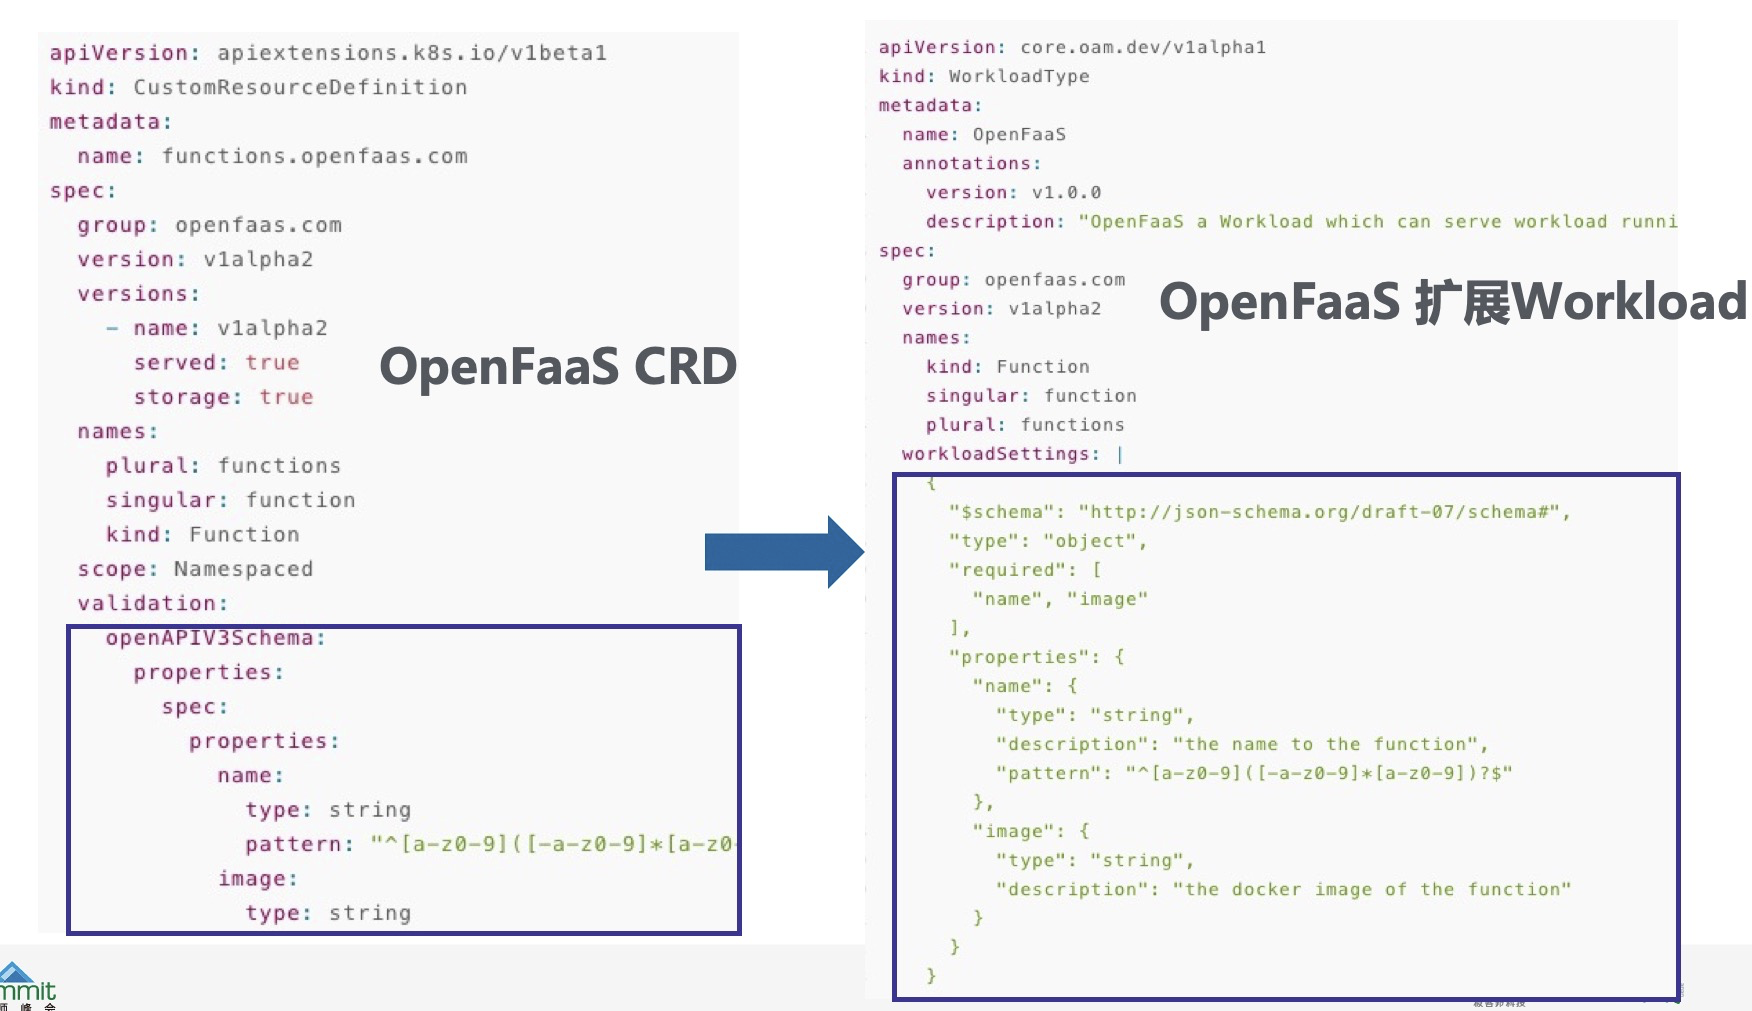 apiVersion: apiextensions.k8s.io/v1beta1
kind: CustomResourceDefinition
metadata:
  name: functions.openfaas.com
spec:
  group: openfaas.com
  version: v1alpha2
  versions:
    - name: v1alpha2
      served: true
      storage: true
  names:
    plural: functions
    singular: function
    kind: Function
  scope: Namespaced
  validation:
    openAPIV3Schema:
      properties:
        spec:
          properties:
            name:
              type: string
              pattern: "^[a-z0-9]([-a-z0-9]*[a-z0-
            image:
              type: string
OpenFaaS CRD
apiVersion: core.oam.dev/v1alpha1
kind: WorkloadType
metadata:
  name: OpenFaaS
  annotations:
    version: v1.0.0
    description: "OpenFaaS a Workload which can serve workload runni
spec:
  group: openfaas.com
  version: v1alpha2
  names:
    kind: Function
    singular: function
    plural: functions
  workloadSettings: |
    {
      "$schema": "http://json-schema.org/draft-07/schema#",
      "type": "object",
      "required": [
        "name", "image"
      ],
      "properties": {
        "name": {
          "type": "string",
          "description": "the name to the function",
          "pattern": "^[a-z0-9]([-a-z0-9]*[a-z0-9])?$"
        },
        "image": {
          "type": "string",
          "description": "the docker image of the function"
        }
      }
    }
OpenFaaS 扩展Workload
mmit
峰 会